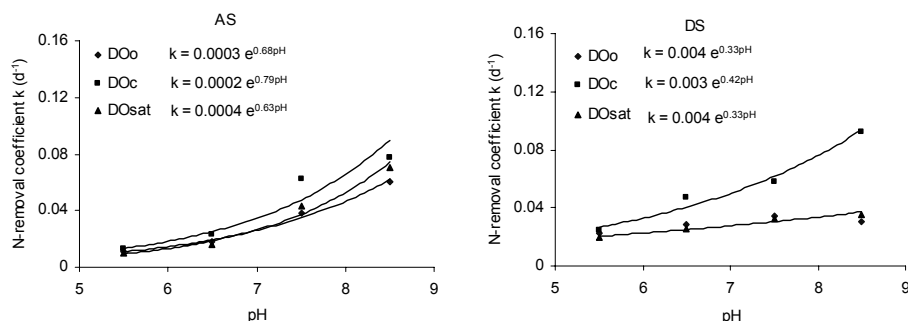 AS
N-removal coefficient k (d⁻¹)
0.16
0.12
0.08
0.04
0
DOo k = 0.0003 e^0.68pH
DOc k = 0.0002 e^0.79pH
DOsat k = 0.0004 e^0.63pH
5 6 7 8 9
pH
DS
N-removal coefficient k (d⁻¹)
0.16
0.12
0.08
0.04
0
DOo k = 0.004 e^0.33pH
DOc k = 0.003 e^0.42pH
DOsat k = 0.004 e^0.33pH
5 6 7 8 9
pH